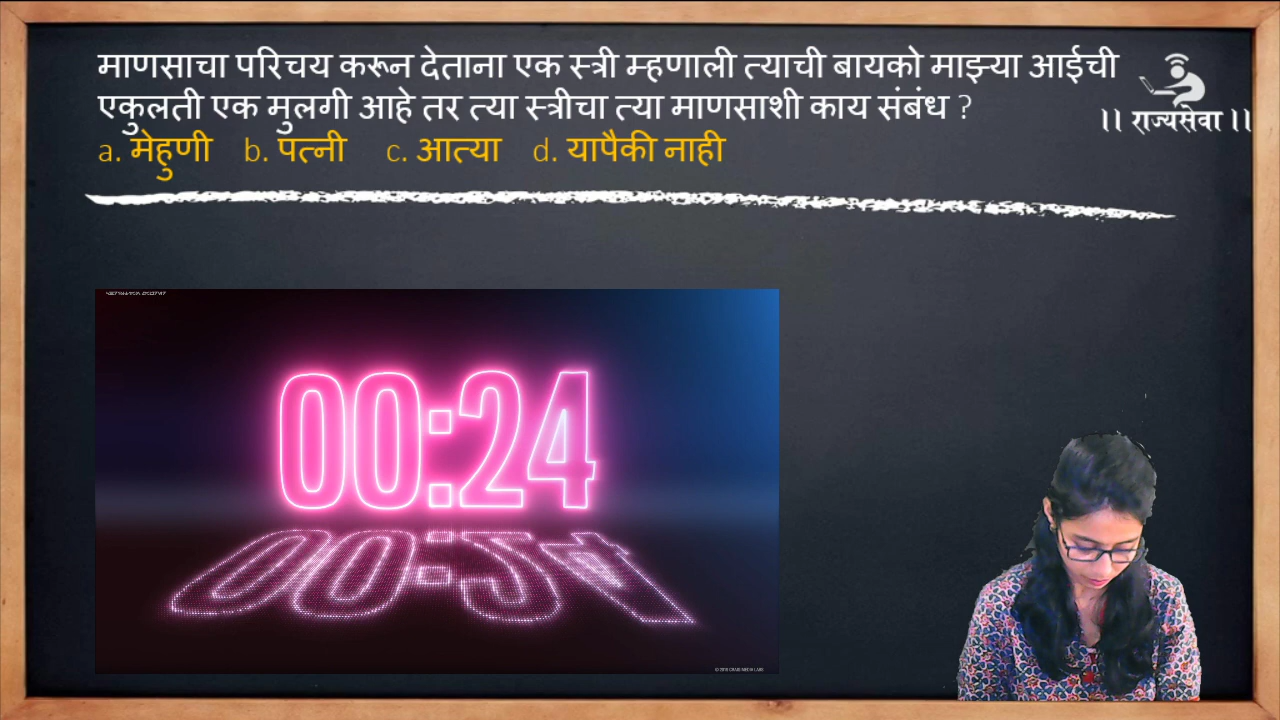 माणसाचा परिचय करून देताना एक स्त्री म्हणाली त्याची बायको माझ्या आईची
एकुलती एक मुलगी आहे तर त्या स्त्रीचा त्या माणसाशी काय संबंध ?
a. मेहुणी b. पत्नी c. आत्या d. यापैकी नाही
।। राज्यसेवा ।।
00:24